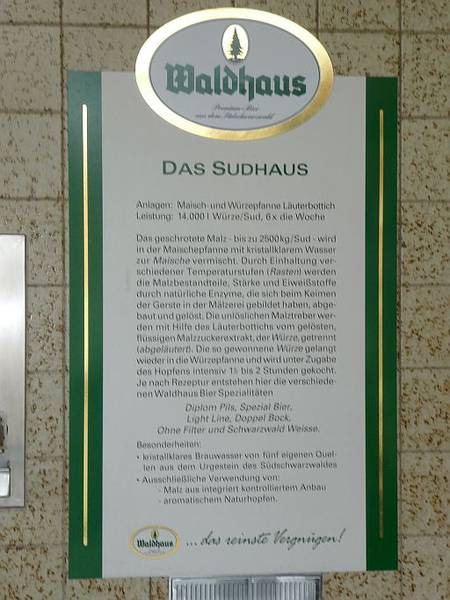 Waldhaus
Premium-Bier
aus dem Südschwarzwald
DAS SUDHAUS
Anlagen: Maisch- und Würzepfanne Läuterbottich
Leistung: 14.000 l Würze/Sud, 6 x die Woche
Das geschrotete Malz - bis zu 2500kg/Sud - wird
in der Maischepfanne mit kristallklarem Wasser
zur Maische vermischt. Durch Einhaltung ver-
schiedener Temperaturstufen (Rasten) werden
die Malzbestandteile, Stärke und Eiweißstoffe
durch natürliche Enzyme, die sich beim Keimen
der Gerste in der Mälzerei gebildet haben, abge-
baut und gelöst. Die unlöslichen Malztreber wer-
den mit Hilfe des Läuterbottichs vom gelösten,
flüssigen Malzzuckerextrakt, der Würze, getrennt
(abgeläutert). Die so gewonnene Würze gelangt
wieder in die Würzepfanne und wird unter Zugabe
des Hopfens intensiv 1½ bis 2 Stunden gekocht.
Je nach Rezeptur entstehen hier die verschiede-
nen Waldhaus Bier Spezialitäten
Diplom Pils, Spezial Bier,
Light Line, Doppel Bock,
Ohne Filter und Schwarzwald Weisse.
Besonderheiten:
• kristallklares Brauwasser von fünf eigenen Quel-
len aus dem Urgestein des Südschwarzwaldes
• Ausschließliche Verwendung von:
- Malz aus integriert kontrolliertem Anbau
- aromatischem Naturhopfen.
Waldhaus
...das reinste Vergnügen!